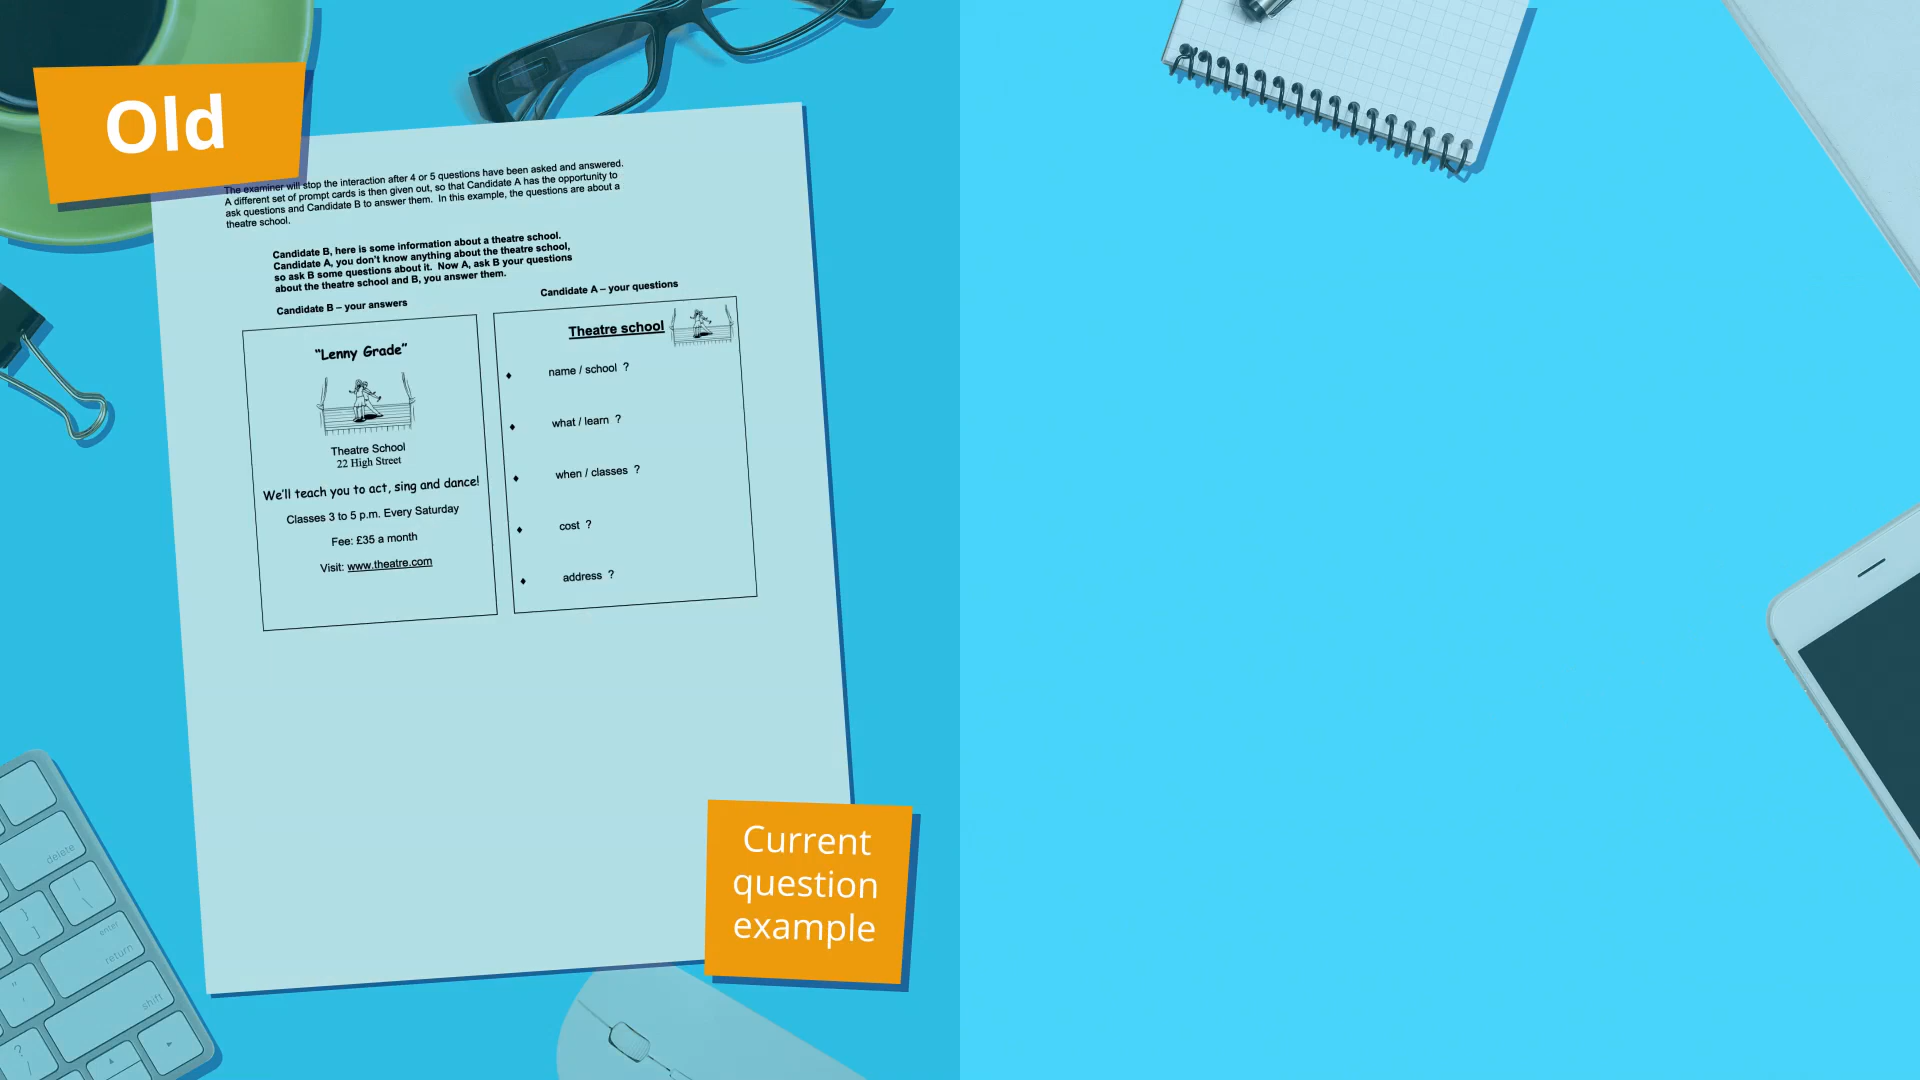 Old
The examiner will stop the interaction after 4 or 5 questions have been asked and answered.
A different set of prompt cards is then given out, so that Candidate A has the opportunity to
ask questions and Candidate B to answer them. In this example, the questions are about a
theatre school.
Candidate B, here is some information about a theatre school.
Candidate A, you don't know anything about the theatre school,
so ask B some questions about it. Now A, ask B your questions
about the theatre school and B, you answer them.
Candidate B – your answers
"Lenny Grade"
Theatre School
22 High Street
We'll teach you to act, sing and dance!
Classes 3 to 5 p.m. Every Saturday
Fee: £35 a month
Visit: www.theatre.com
Candidate A – your questions
Theatre school
♦ name / school ?
♦ what / learn ?
♦ when / classes ?
♦ cost ?
♦ address ?
Current
question
example
delete
enter
return
shift